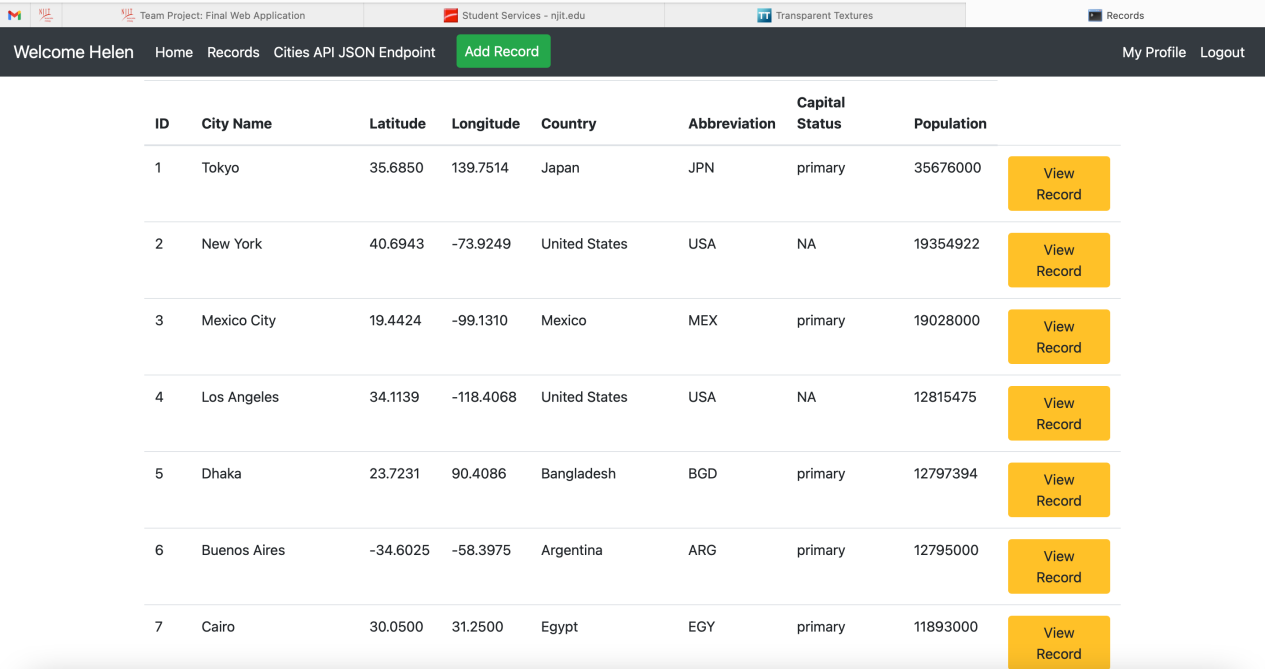 Team Project: Final Web Application Student Services - njit.edu TT Transparent Textures Records
Welcome Helen Home Records Cities API JSON Endpoint Add Record My Profile Logout
ID City Name Latitude Longitude Country Abbreviation Capital Status Population
1 Tokyo 35.6850 139.7514 Japan JPN primary 35676000 View Record
2 New York 40.6943 -73.9249 United States USA NA 19354922 View Record
3 Mexico City 19.4424 -99.1310 Mexico MEX primary 19028000 View Record
4 Los Angeles 34.1139 -118.4068 United States USA NA 12815475 View Record
5 Dhaka 23.7231 90.4086 Bangladesh BGD primary 12797394 View Record
6 Buenos Aires -34.6025 -58.3975 Argentina ARG primary 12795000 View Record
7 Cairo 30.0500 31.2500 Egypt EGY primary 11893000 View Record